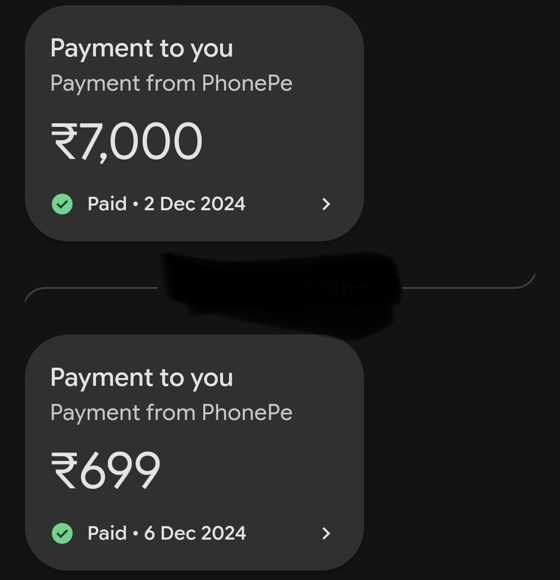 Payment to you
Payment from PhonePe
₹7,000
Paid • 2 Dec 2024
Payment to you
Payment from PhonePe
₹699
Paid • 6 Dec 2024